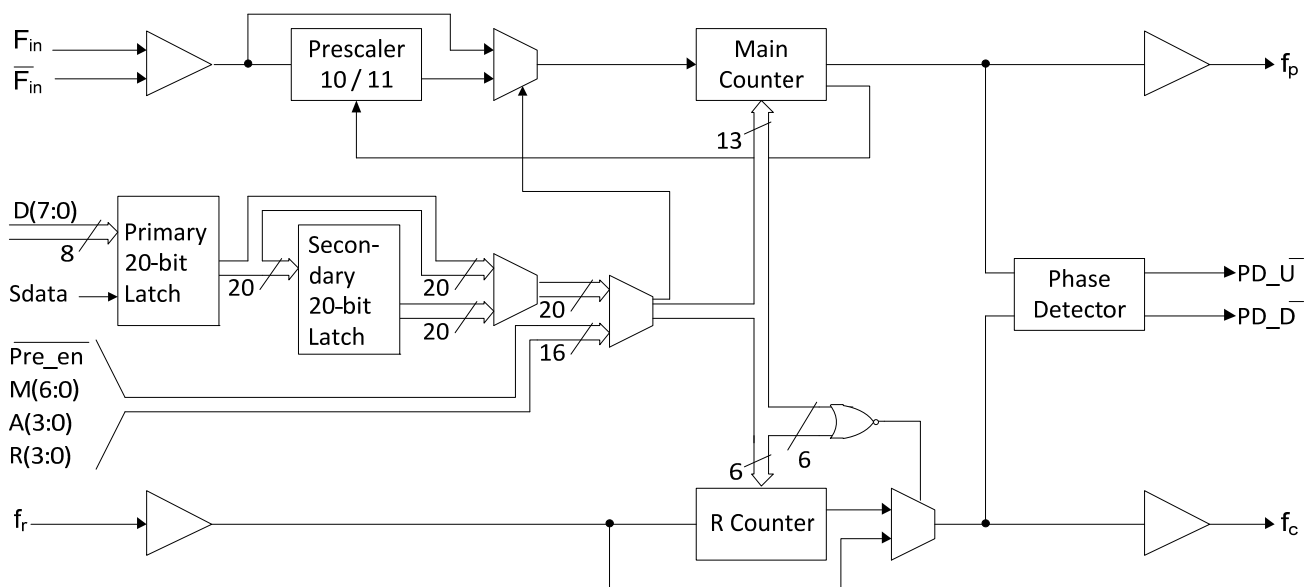 F̅in
Fin
Prescaler
10 / 11
Main
Counter
fp
13
D(7:0)
8
Sdata
Primary
20-bit
Latch
20
Secon-
dary
20-bit
Latch
20
20
20
16
Phase
Detector
PD_U̅
PD_D̅
P̅r̅e̅_̅e̅n̅
M(6:0)
A(3:0)
R(3:0)
6
6
fr
R Counter
fc